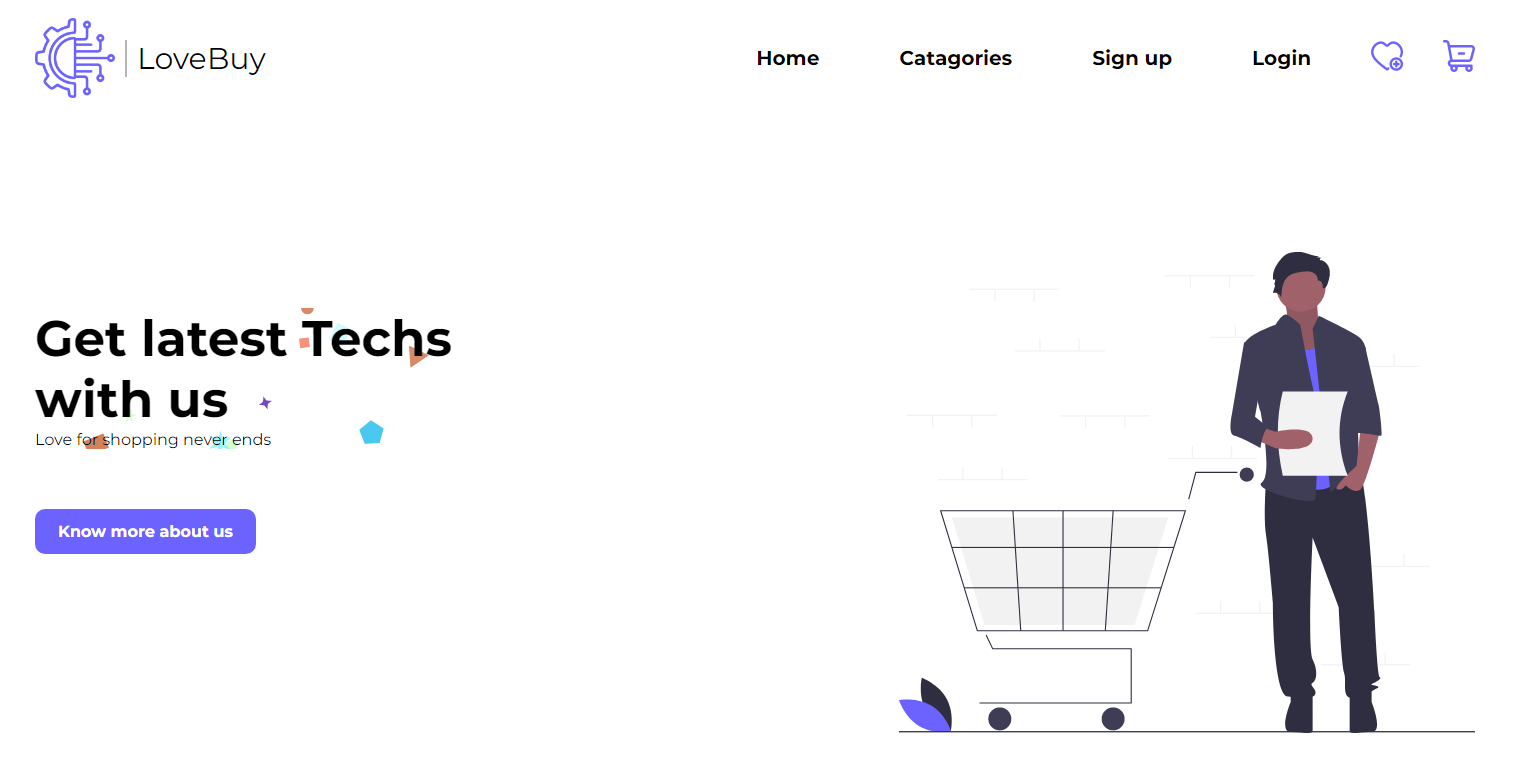 LoveBuy
Home Catagories Sign up Login
Get latest Techs
with us
Love for shopping never ends
Know more about us